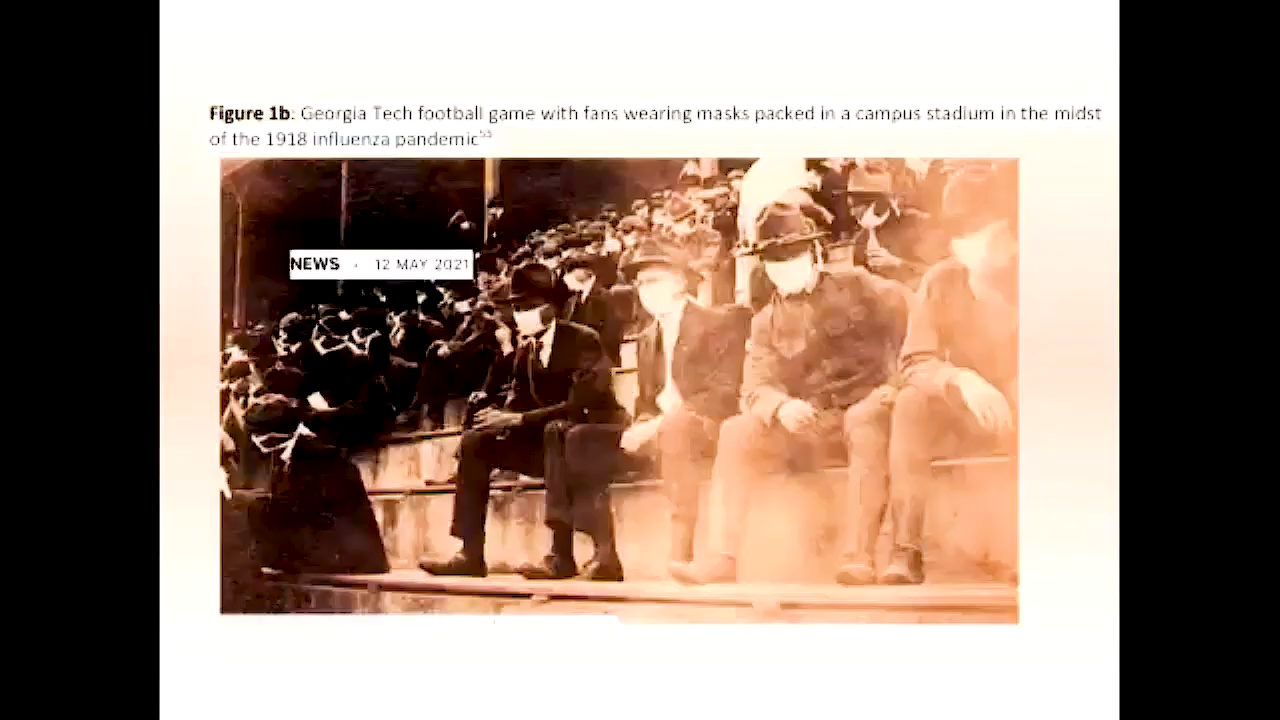 Figure 1b: Georgia Tech football game with fans wearing masks packed in a campus stadium in the midst
of the 1918 influenza pandemic⁵³
NEWS · 12 MAY 2021